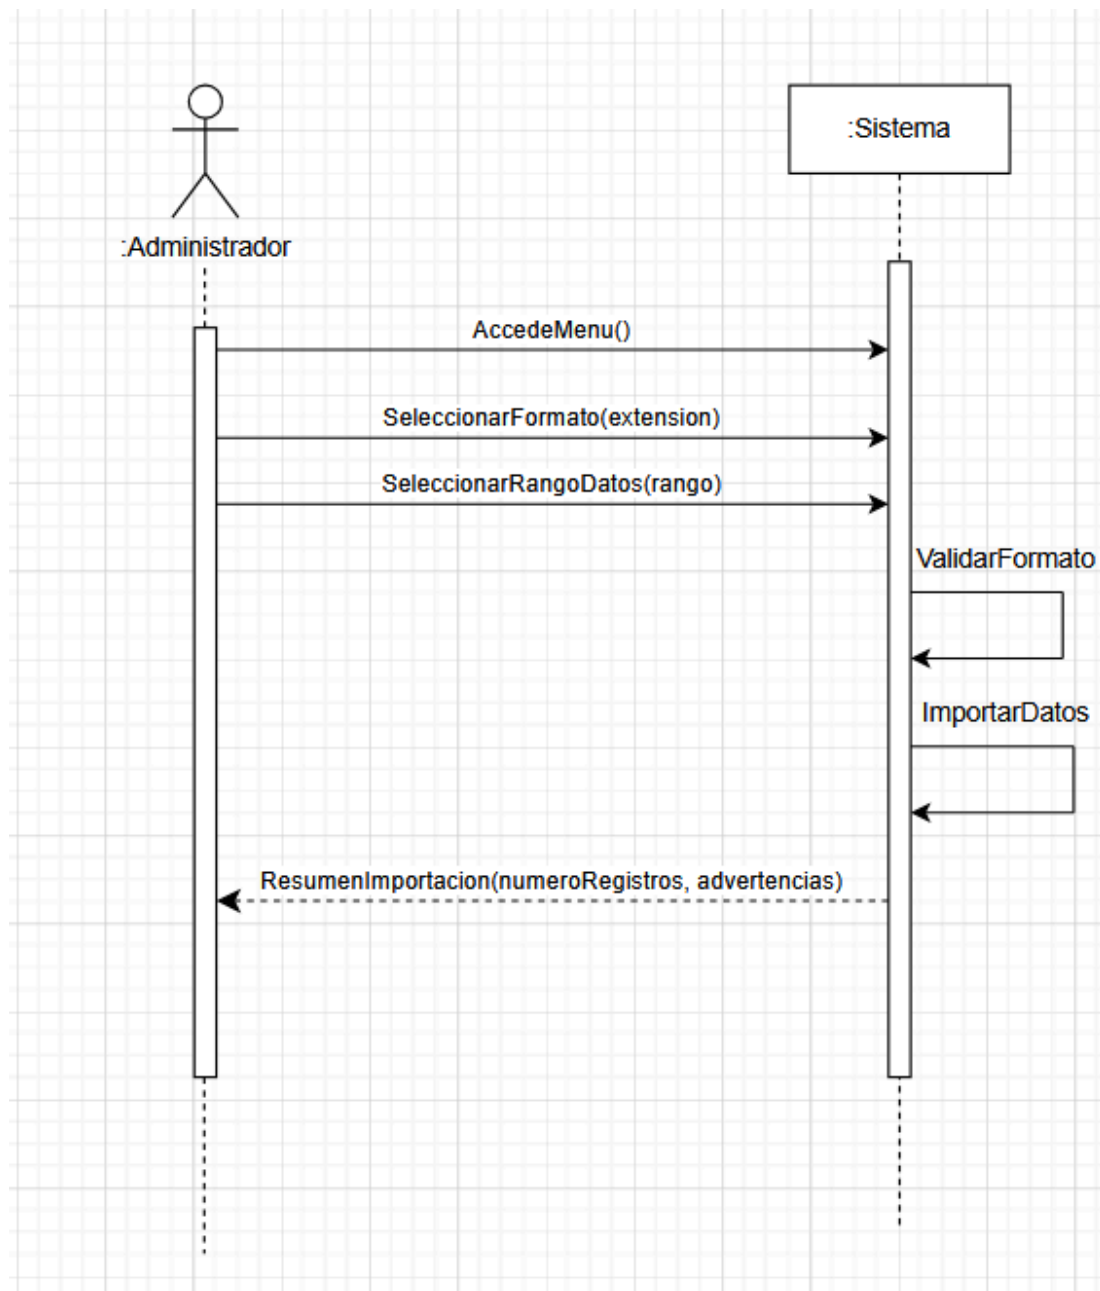 :Sistema
:Administrador
AccedeMenu()
SeleccionarFormato(extension)
SeleccionarRangoDatos(rango)
ValidarFormato
ImportarDatos
ResumenImportacion(numeroRegistros, advertencias)